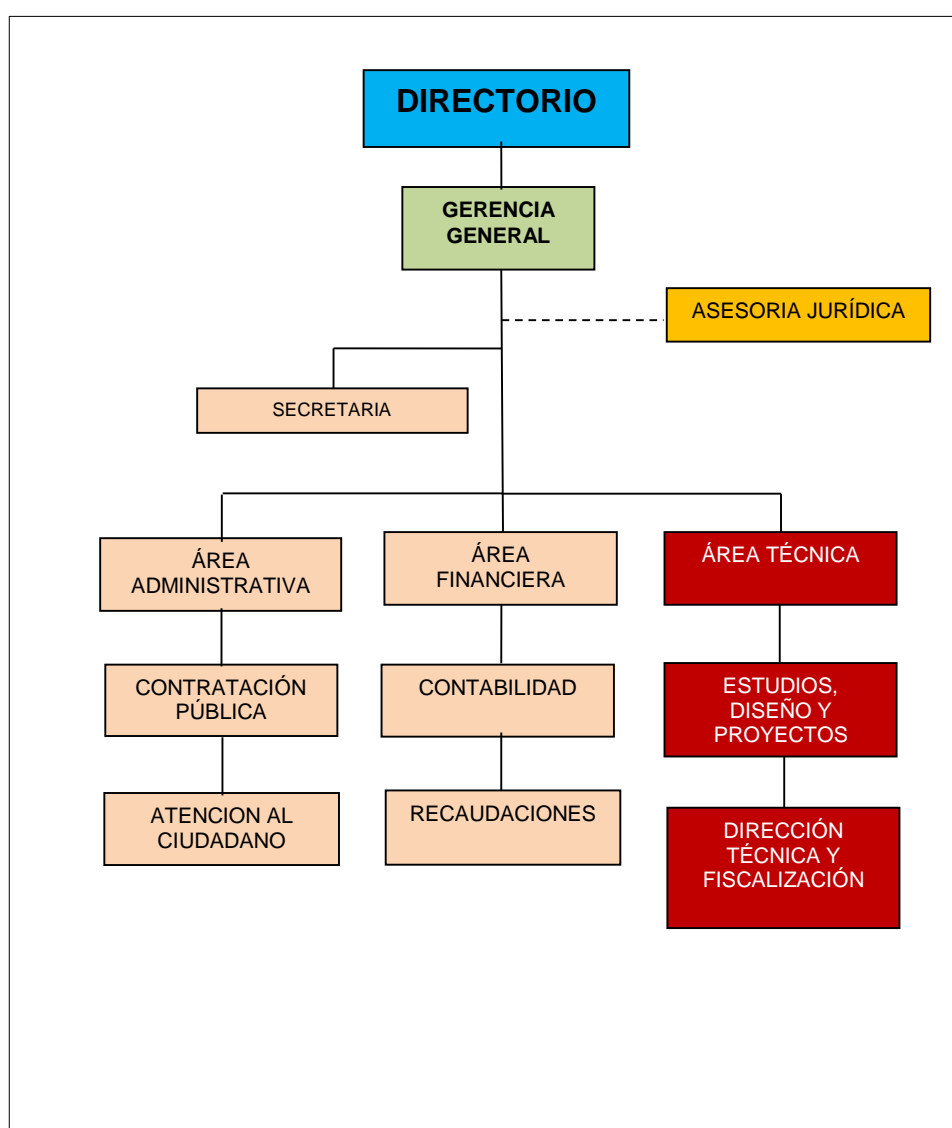 DIRECTORIO
GERENCIA
GENERAL
ASESORIA JURÍDICA
SECRETARIA
ÁREA
ADMINISTRATIVA
ÁREA
FINANCIERA
ÁREA TÉCNICA
CONTRATACIÓN
PÚBLICA
CONTABILIDAD
ESTUDIOS,
DISEÑO Y
PROYECTOS
ATENCION AL
CIUDADANO
RECAUDACIONES
DIRECCIÓN
TÉCNICA Y
FISCALIZACIÓN